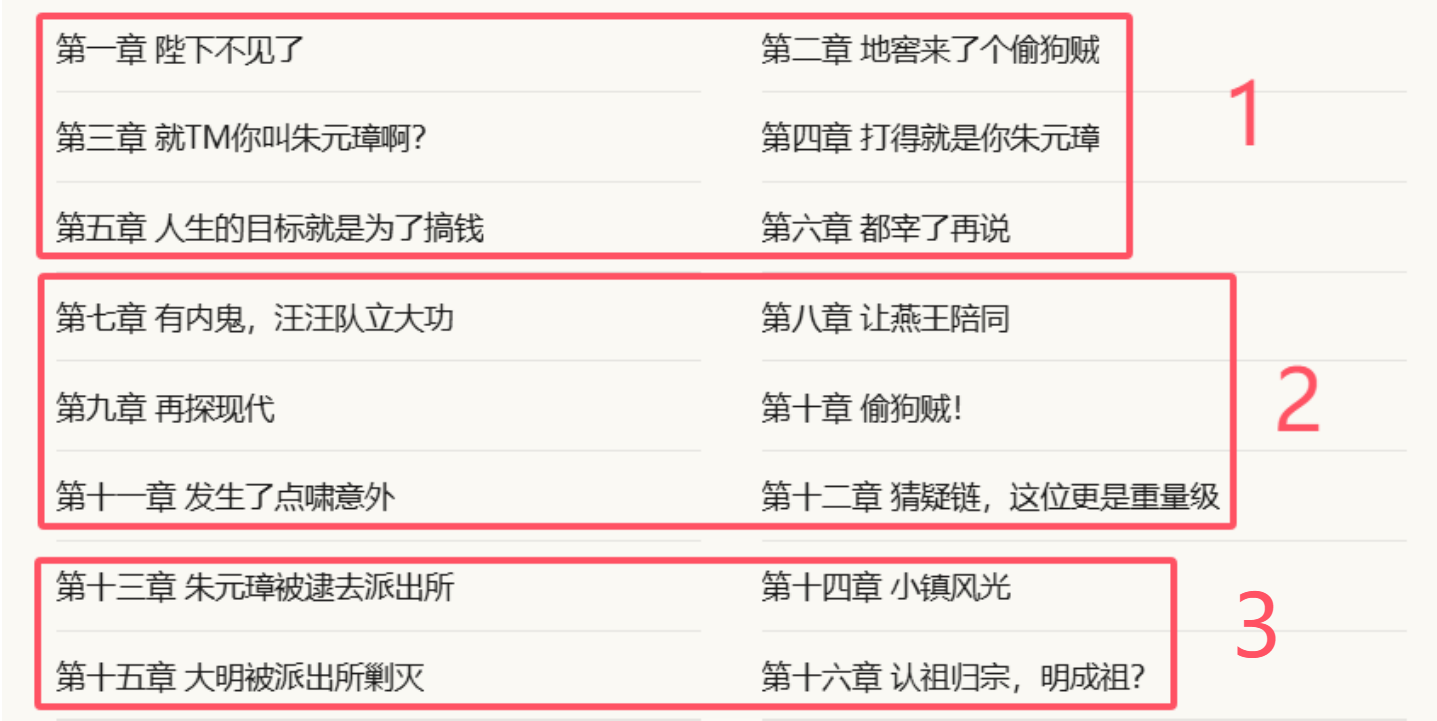 第一章 陛下不见了
第二章 地窖来了个偷狗贼
1
第三章 就TM你叫朱元璋啊?
第四章 打得就是你朱元璋
第五章 人生的目标就是为了搞钱
第六章 都宰了再说
第七章 有内鬼，汪汪队立大功
第八章 让燕王陪同
2
第九章 再探现代
第十章 偷狗贼!
第十一章 发生了点啸意外
第十二章 猜疑链，这位更是重量级
第十三章 朱元璋被逮去派出所
第十四章 小镇风光
3
第十五章 大明被派出所剿灭
第十六章 认祖归宗，明成祖?